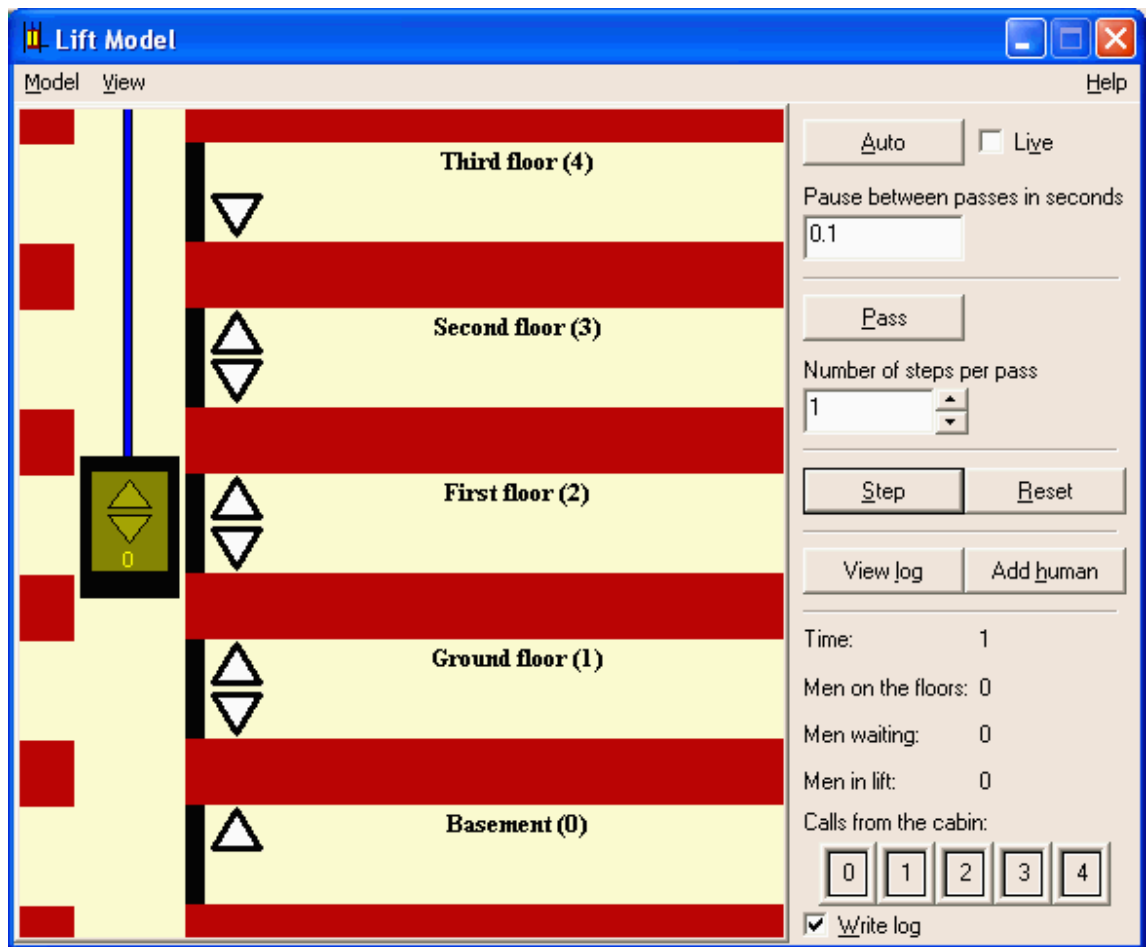 Lift Model
Model View Help
Third floor (4)
Second floor (3)
First floor (2)
0
Ground floor (1)
Basement (0)
Auto Live
Pause between passes in seconds
0.1
Pass
Number of steps per pass
1
Step Reset
View log Add human
Time: 1
Men on the floors: 0
Men waiting: 0
Men in lift: 0
Calls from the cabin:
0 1 2 3 4
Write log